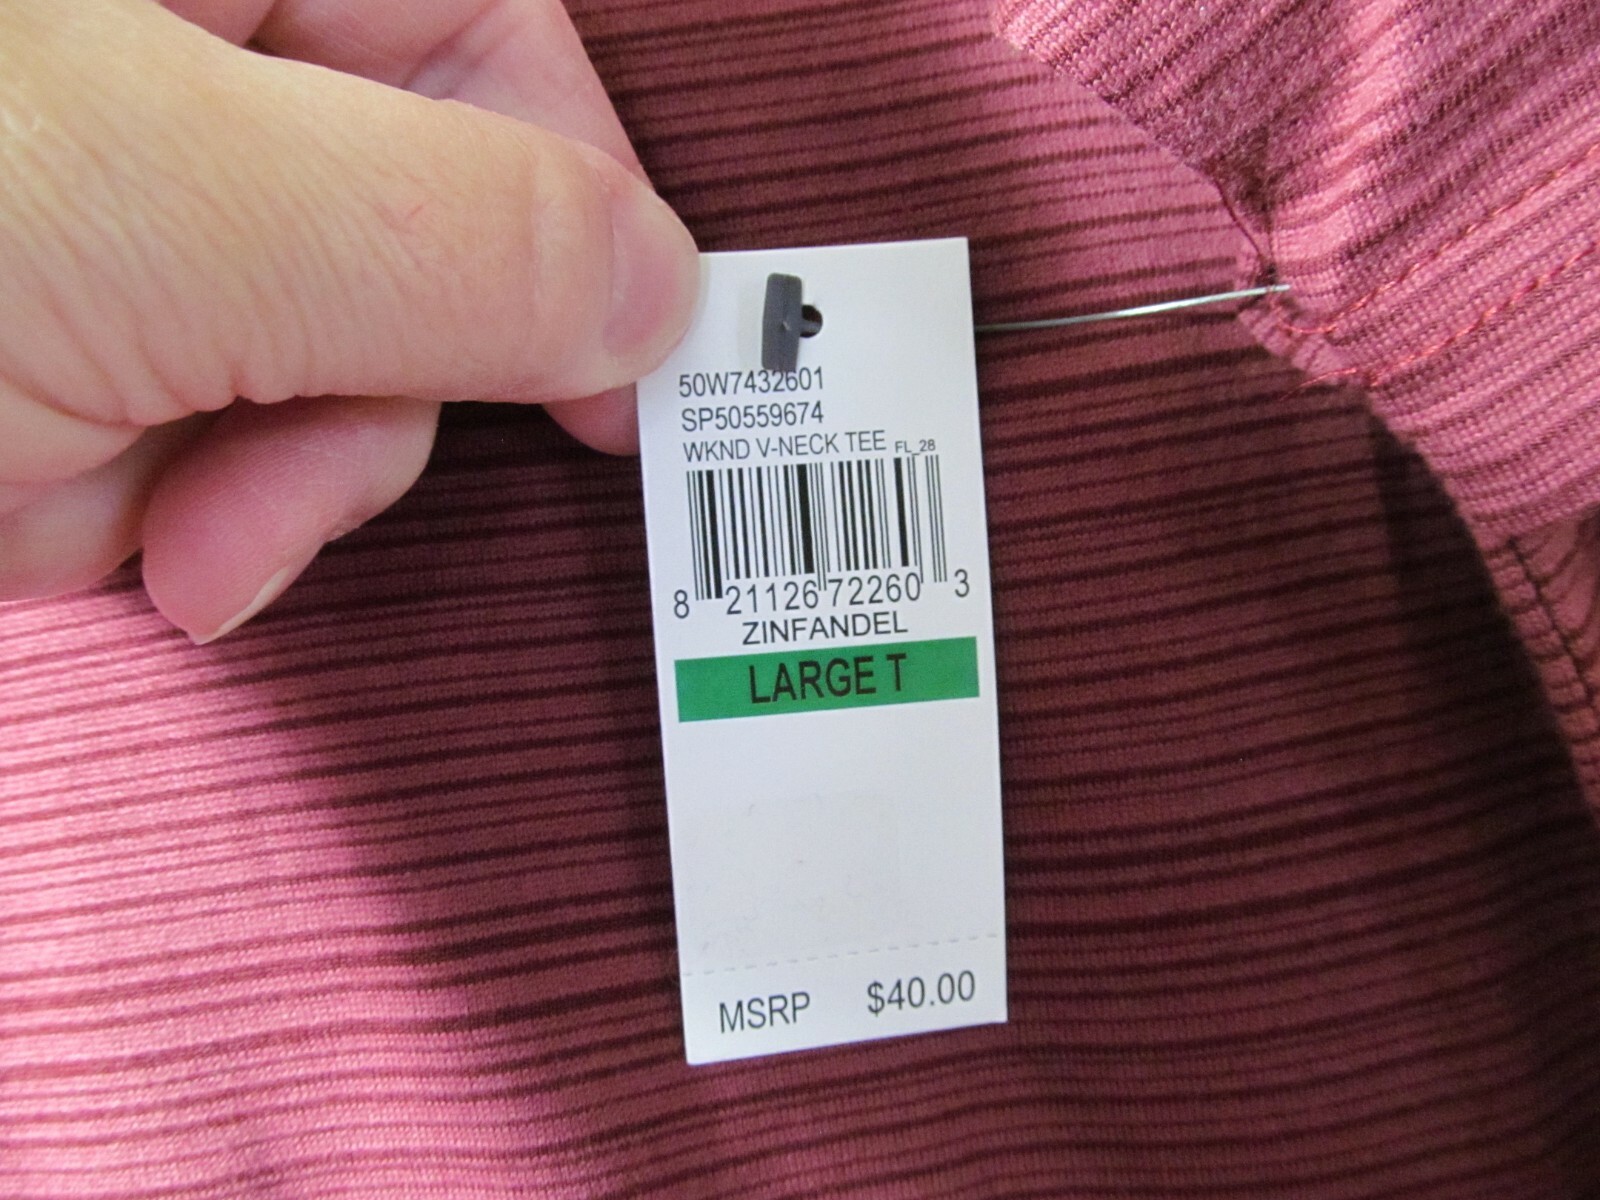 50W7432601
SP50559674
WKND V-NECK TEE FL_28
8 21126 72260 3
ZINFANDEL
LARGE T
MSRP $40.00